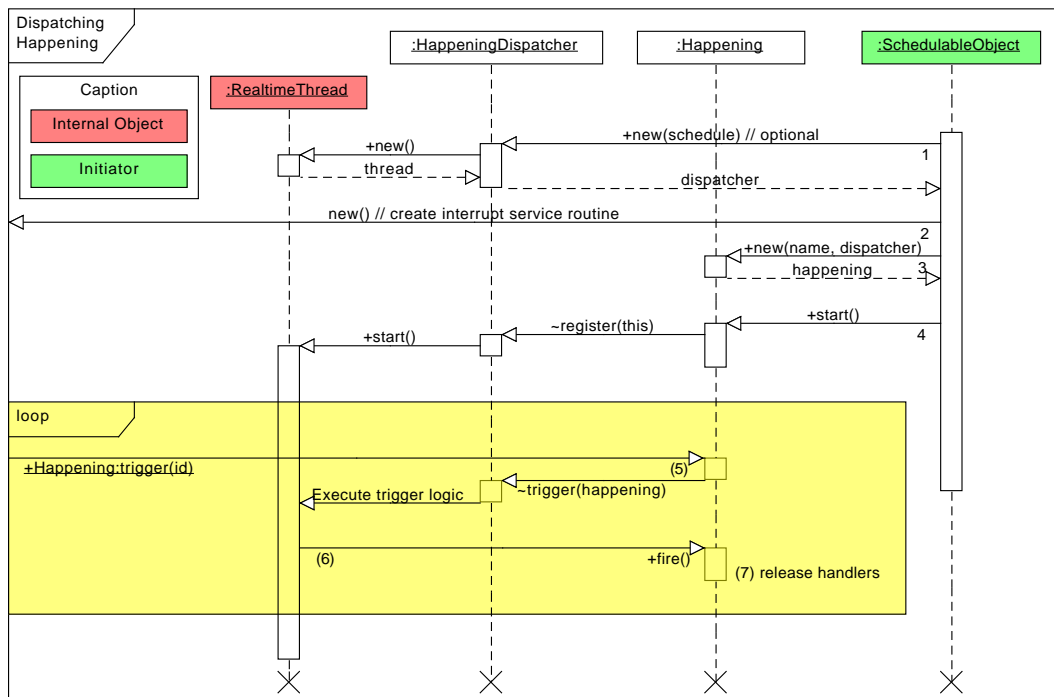 Dispatching
Happening
:HappeningDispatcher
:Happening
:SchedulableObject
Caption
:RealtimeThread
Internal Object
Initiator
+new(schedule) // optional
1
+new()
thread
dispatcher
new() // create interrupt service routine
2
+new(name, dispatcher)
3
happening
+start()
~register(this)
+start()
4
loop
+Happening:trigger(id)
(5)
~trigger(happening)
Execute trigger logic
(6)
+fire()
(7) release handlers